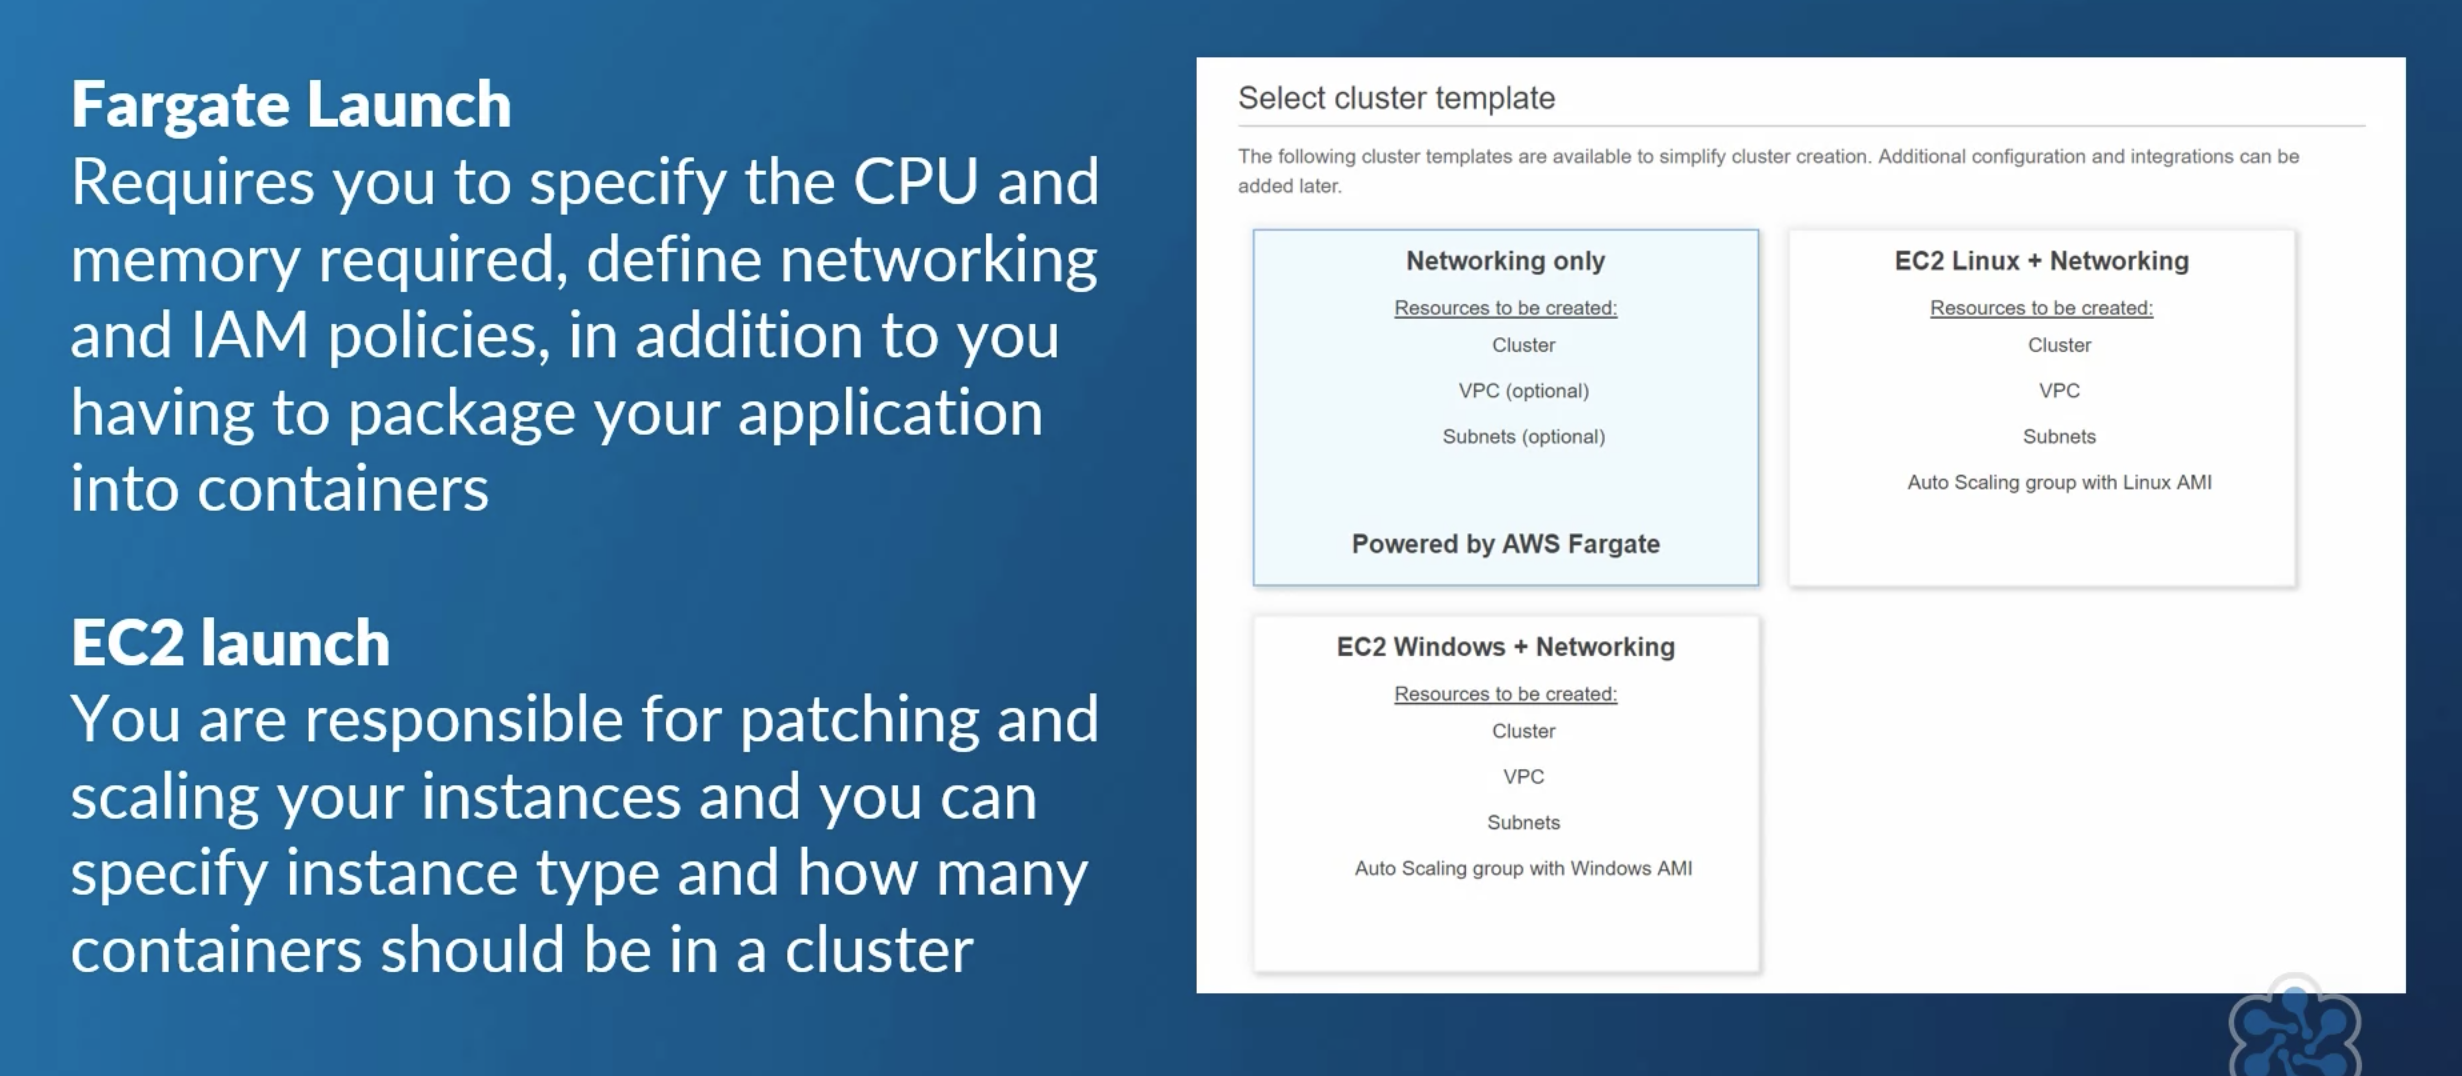 Fargate Launch
Requires you to specify the CPU and
memory required, define networking
and IAM policies, in addition to you
having to package your application
into containers
EC2 launch
You are responsible for patching and
scaling your instances and you can
specify instance type and how many
containers should be in a cluster
Select cluster template
The following cluster templates are available to simplify cluster creation. Additional configuration and integrations can be
added later.
Networking only
Resources to be created:
Cluster
VPC (optional)
Subnets (optional)
Powered by AWS Fargate
EC2 Linux + Networking
Resources to be created:
Cluster
VPC
Subnets
Auto Scaling group with Linux AMI
EC2 Windows + Networking
Resources to be created:
Cluster
VPC
Subnets
Auto Scaling group with Windows AMI